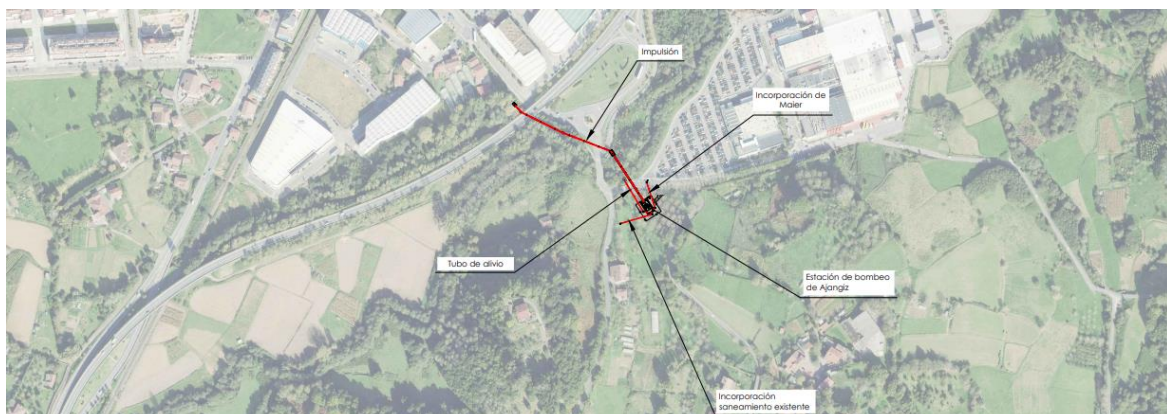 Impulsión
Incorporación de
Maier
Tubo de alivio
Estación de bombeo
de Ajangiz
Incorporación
saneamiento existente